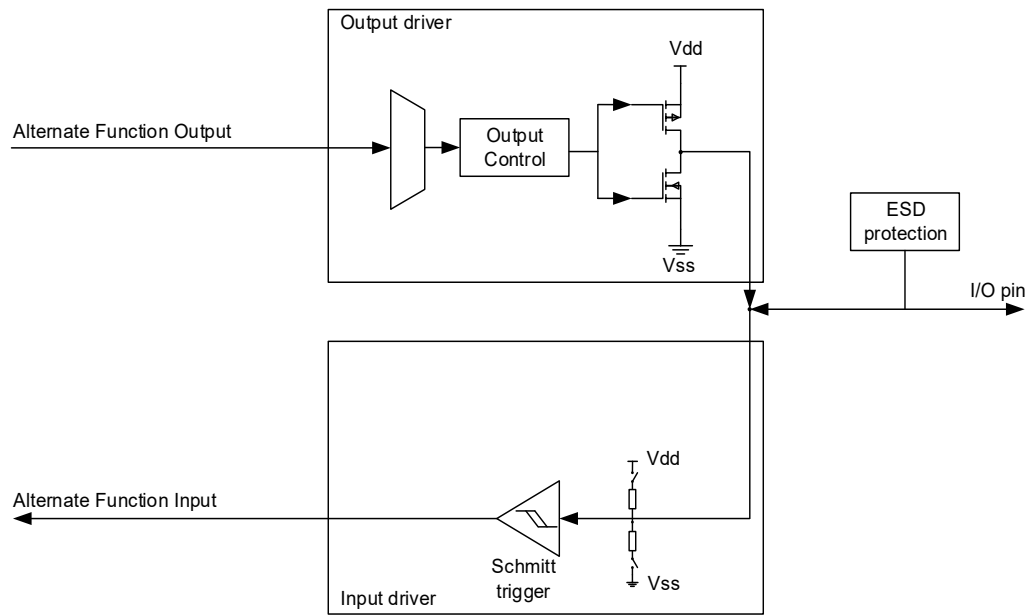 Output driver
Vdd
Alternate Function Output
Output
Control
Vss
ESD
protection
I/O pin
Vdd
Alternate Function Input
Schmitt
trigger
Vss
Input driver